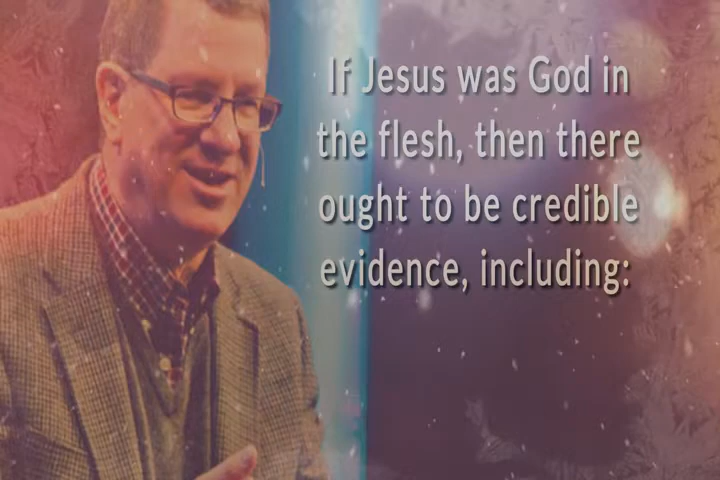 If Jesus was God in
the flesh, then there
ought to be credible
evidence, including: